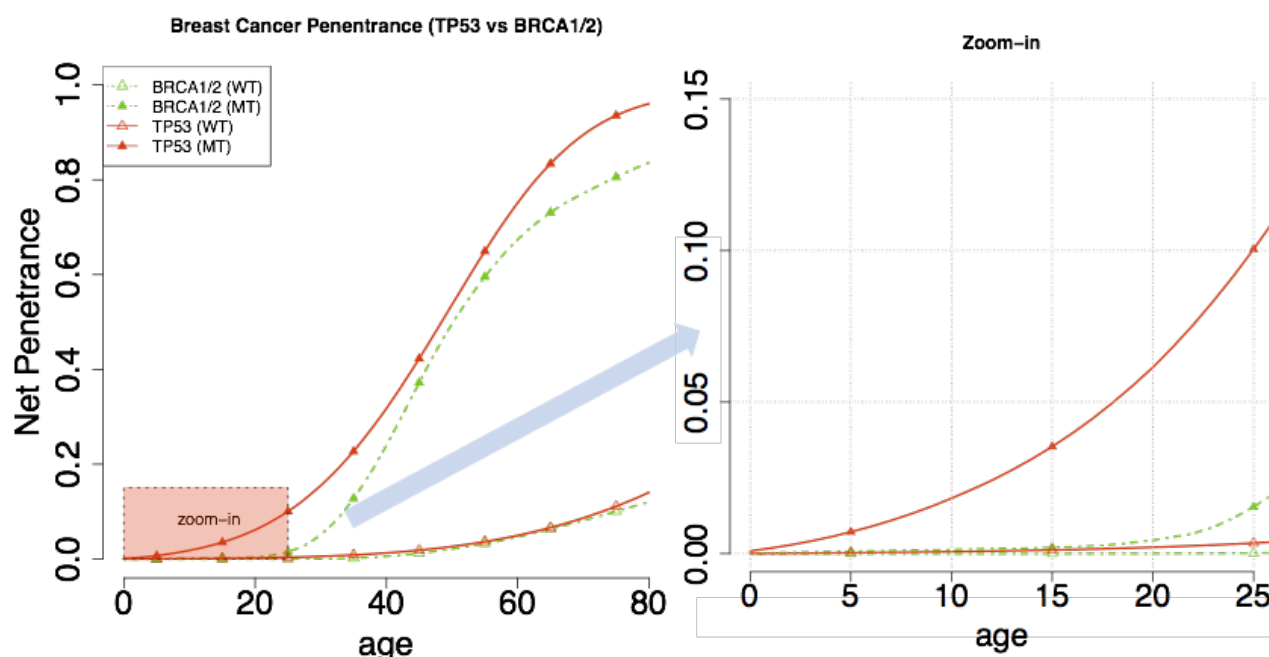 Breast Cancer Penentrance (TP53 vs BRCA1/2)
BRCA1/2 (WT)
BRCA1/2 (MT)
TP53 (WT)
TP53 (MT)
Net Penetrance
1.0
0.8
0.6
0.4
0.2
0.0
zoom-in
0 20 40 60 80
age
Zoom-in
0.15
0.10
0.05
0.00
0 5 10 15 20 25
age